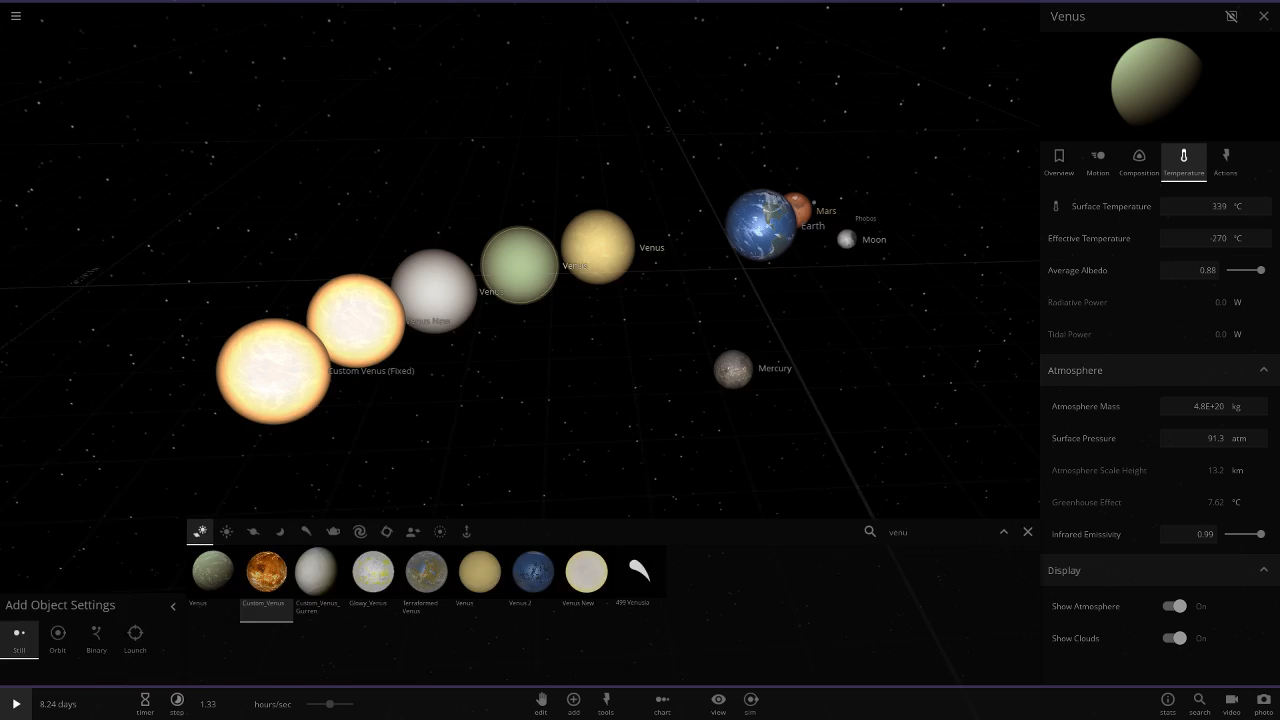 Venus
Overview
Motion
Composition
Temperature
Actions
Surface Temperature 339 °C
Effective Temperature -270 °C
Average Albedo 0.88
Radiative Power 0.0 W
Tidal Power 0.0 W
Atmosphere
Atmosphere Mass 4.8E+20 kg
Surface Pressure 91.3 atm
Atmosphere Scale Height 13.2 km
Greenhouse Effect 7.62 °C
Infrared Emissivity 0.99
Display
Show Atmosphere On
Show Clouds On
Mars
Phobos
Earth
Moon
Venus
Venus
Venus
Venus New
Custom Venus (Fixed)
Mercury
venu
Venus
Custom_Venus
Custom_Venus_
Gurren
Glowy_Venus
Terraformed
Venus
Venus
Venus 2
Venus New
499 Venusia
Add Object Settings
Still
Orbit
Binary
Launch
8.24 days
timer
step
1.33
hours/sec
edit
add
tools
chart
view
sim
stats
search
video
photo